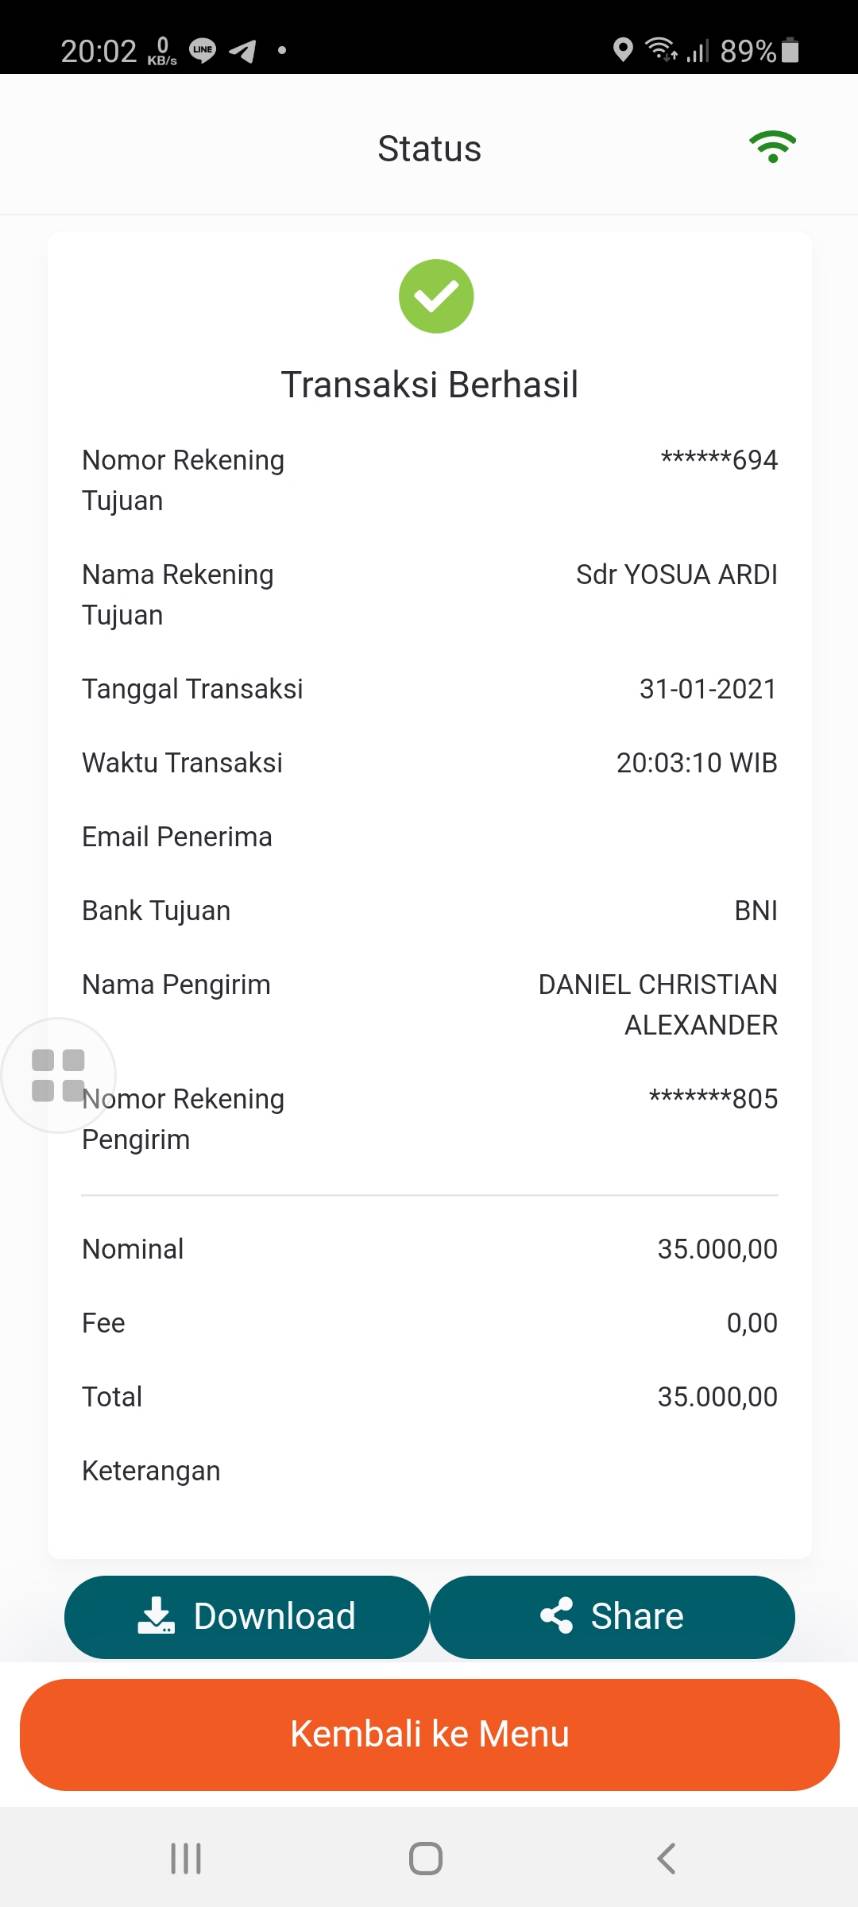 20:02 0 KB/s LINE 89%
Status
Transaksi Berhasil
Nomor Rekening Tujuan ******694
Nama Rekening Tujuan Sdr YOSUA ARDI
Tanggal Transaksi 31-01-2021
Waktu Transaksi 20:03:10 WIB
Email Penerima
Bank Tujuan BNI
Nama Pengirim DANIEL CHRISTIAN ALEXANDER
Nomor Rekening Pengirim *******805
Nominal 35.000,00
Fee 0,00
Total 35.000,00
Keterangan
Download Share
Kembali ke Menu